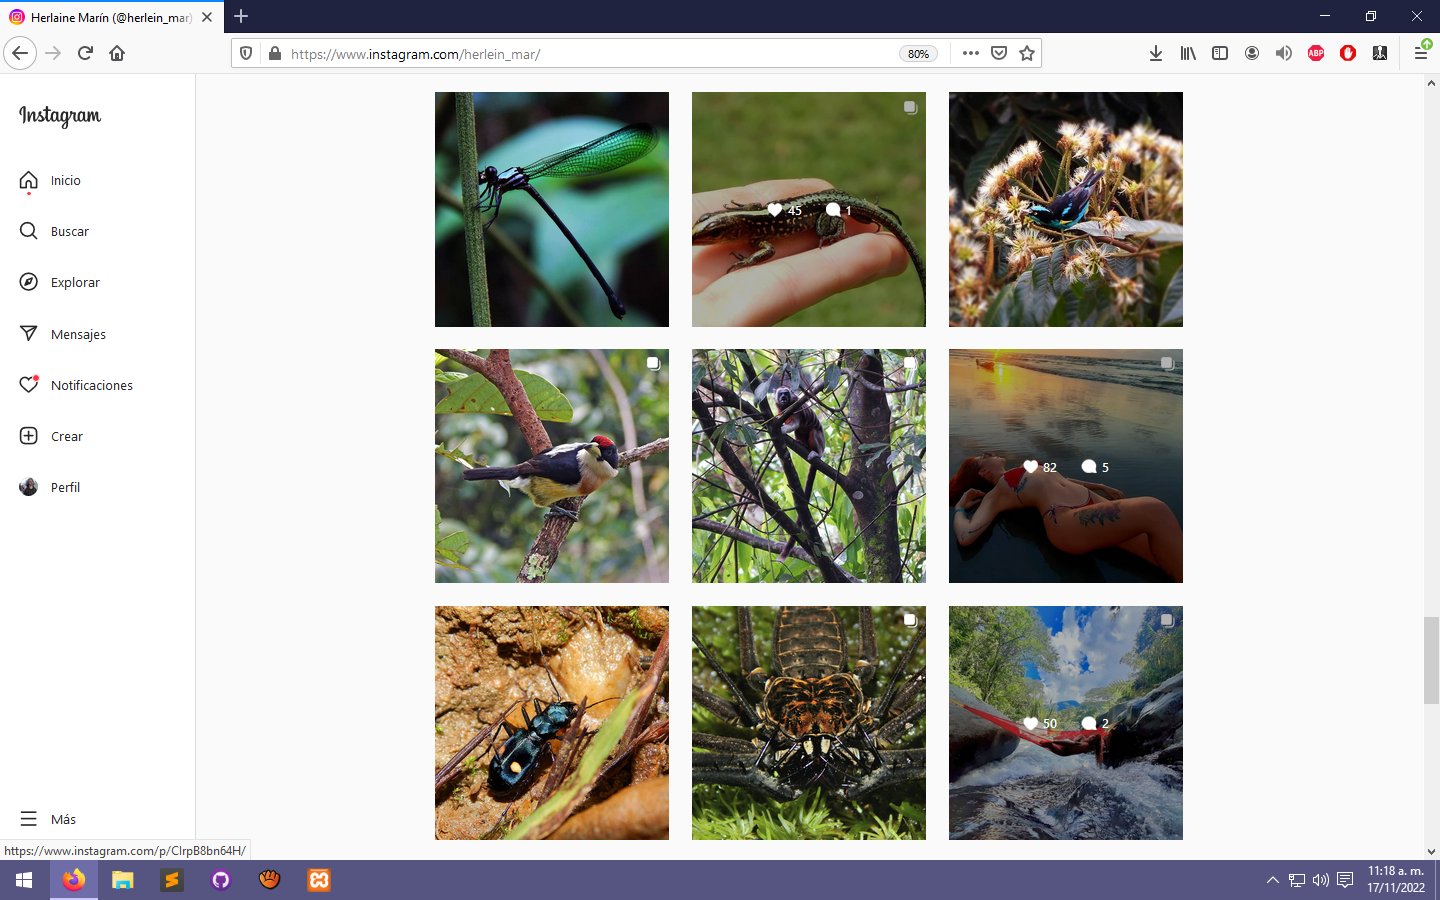 Herlaine Marín (@herlein_mar)
https://www.instagram.com/herlein_mar/
80%
ABP
Instagram
Inicio
Buscar
Explorar
Mensajes
Notificaciones
Crear
Perfil
Más
45 1
82 5
50 2
https://www.instagram.com/p/ClrpB8bn64H/
11:18 a. m.
17/11/2022